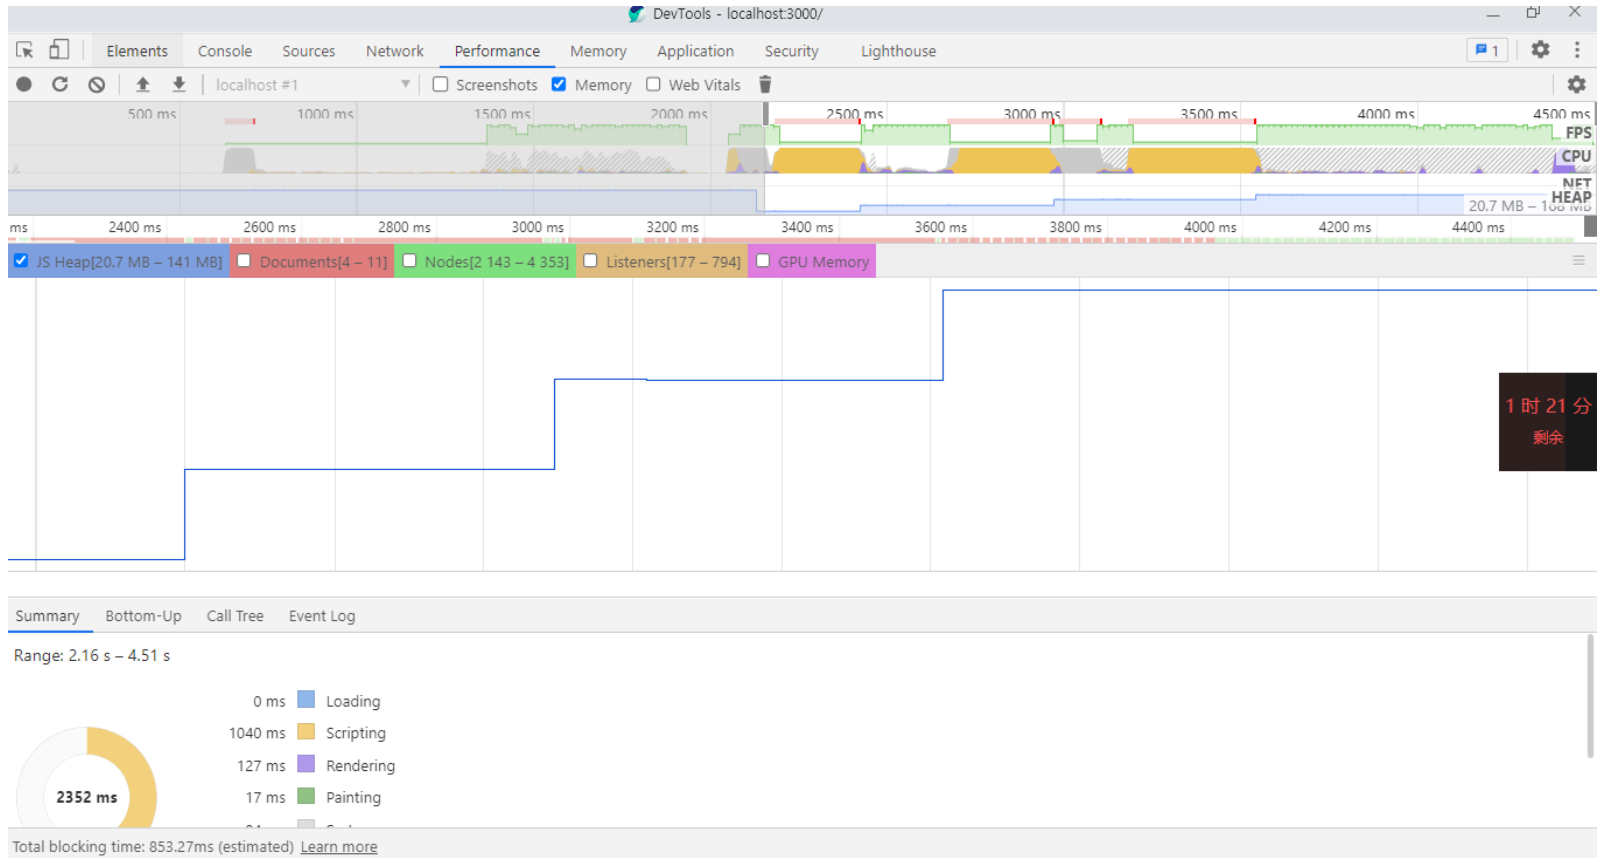 DevTools - localhost:3000/
Elements Console Sources Network Performance Memory Application Security Lighthouse 1
localhost #1 Screenshots Memory Web Vitals
500 ms 1000 ms 1500 ms 2000 ms 2500 ms 3000 ms 3500 ms 4000 ms 4500 ms
FPS
CPU
NET
HEAP
20.7 MB – 168 MB
ms 2400 ms 2600 ms 2800 ms 3000 ms 3200 ms 3400 ms 3600 ms 3800 ms 4000 ms 4200 ms 4400 ms
JS Heap[20.7 MB – 141 MB] Documents[4 – 11] Nodes[2 143 – 4 353] Listeners[177 – 794] GPU Memory
1 时 21 分
剩余
Summary Bottom-Up Call Tree Event Log
Range: 2.16 s – 4.51 s
0 ms Loading
1040 ms Scripting
127 ms Rendering
2352 ms
17 ms Painting
Total blocking time: 853.27ms (estimated) Learn more